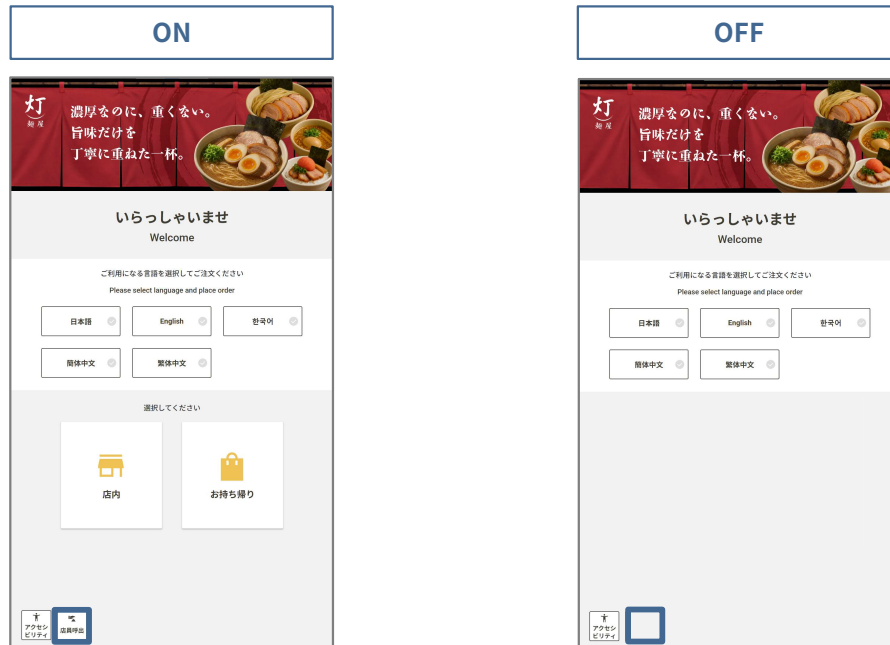 ON
灯
麺屋
濃厚なのに、重くない。
旨味だけを
丁寧に重ねた一杯。
いらっしゃいませ
Welcome
ご利用になる言語を選択してご注文ください
Please select language and place order
日本語
English
한국어
簡体中文
繁体中文
選択してください
店内
お持ち帰り
アクセシ
ビリティ
店員呼出
OFF
灯
麺屋
濃厚なのに、重くない。
旨味だけを
丁寧に重ねた一杯。
いらっしゃいませ
Welcome
ご利用になる言語を選択してご注文ください
Please select language and place order
日本語
English
한국어
簡体中文
繁体中文
アクセシ
ビリティ